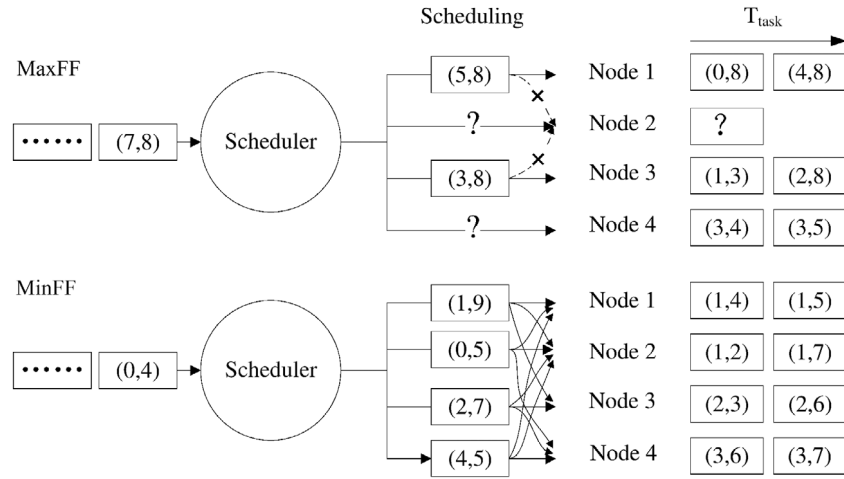 Scheduling T_task
MaxFF
(5,8) Node 1 (0,8) (4,8)
•••••• (7,8) Scheduler ? Node 2 ?
(3,8) Node 3 (1,3) (2,8)
? Node 4 (3,4) (3,5)
MinFF
(1,9) Node 1 (1,4) (1,5)
•••••• (0,4) Scheduler (0,5) Node 2 (1,2) (1,7)
(2,7) Node 3 (2,3) (2,6)
(4,5) Node 4 (3,6) (3,7)